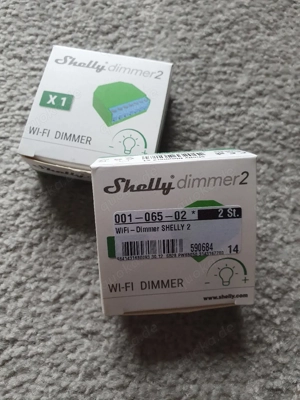 Shelly dimmer2
X1
WI-FI DIMMER
Shelly dimmer2
001-065-02 * 2 St.
WiFi-Dimmer SHELLY 2
590684
14
WI-FI DIMMER
www.shelly.com